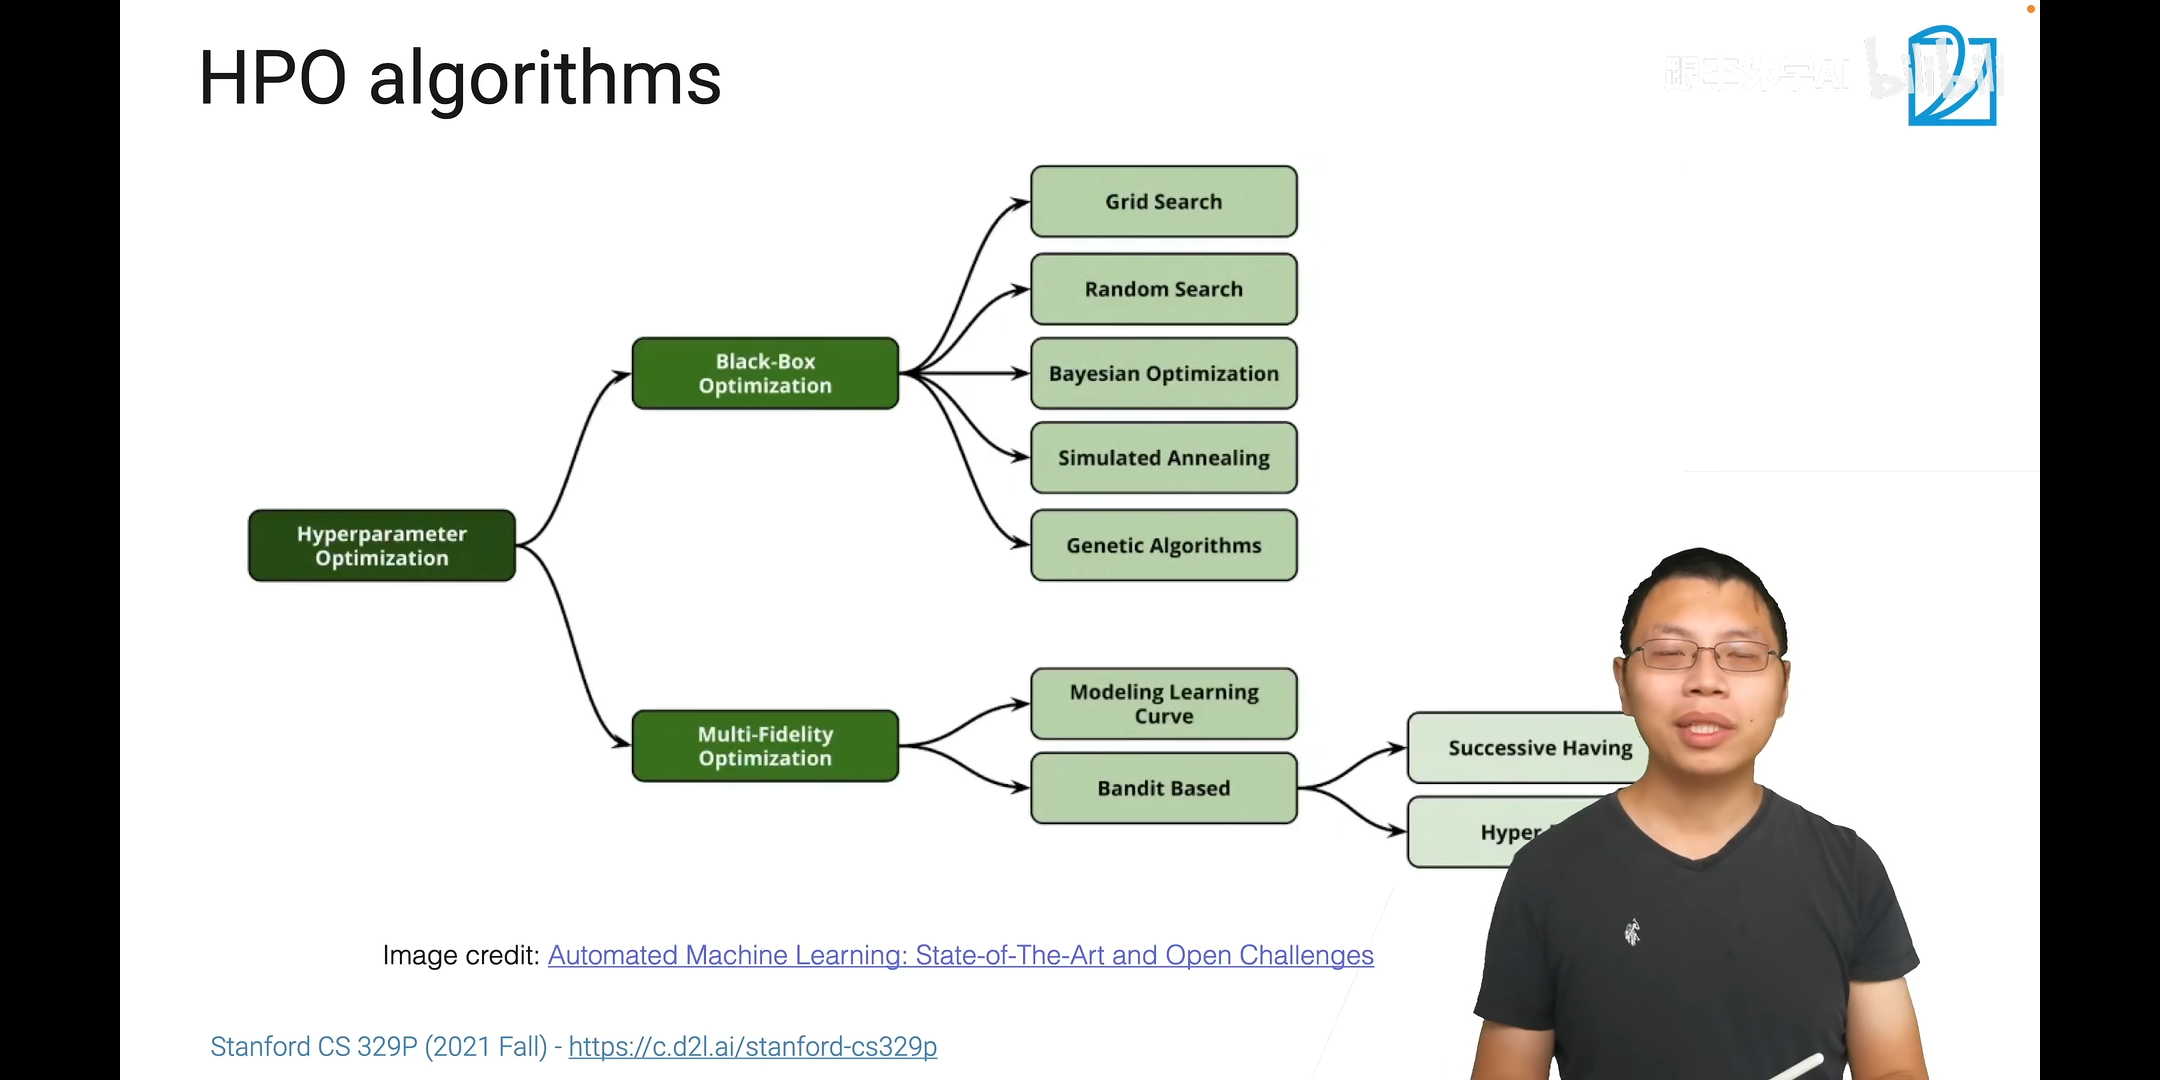 HPO algorithms
跟李沐学AI bilibili
Grid Search
Random Search
Black-Box
Optimization
Bayesian Optimization
Simulated Annealing
Hyperparameter
Optimization
Genetic Algorithms
Modeling Learning
Curve
Multi-Fidelity
Optimization
Successive Having
Bandit Based
Hyper
Image credit: Automated Machine Learning: State-of-The-Art and Open Challenges
Stanford CS 329P (2021 Fall) - https://c.d2l.ai/stanford-cs329p